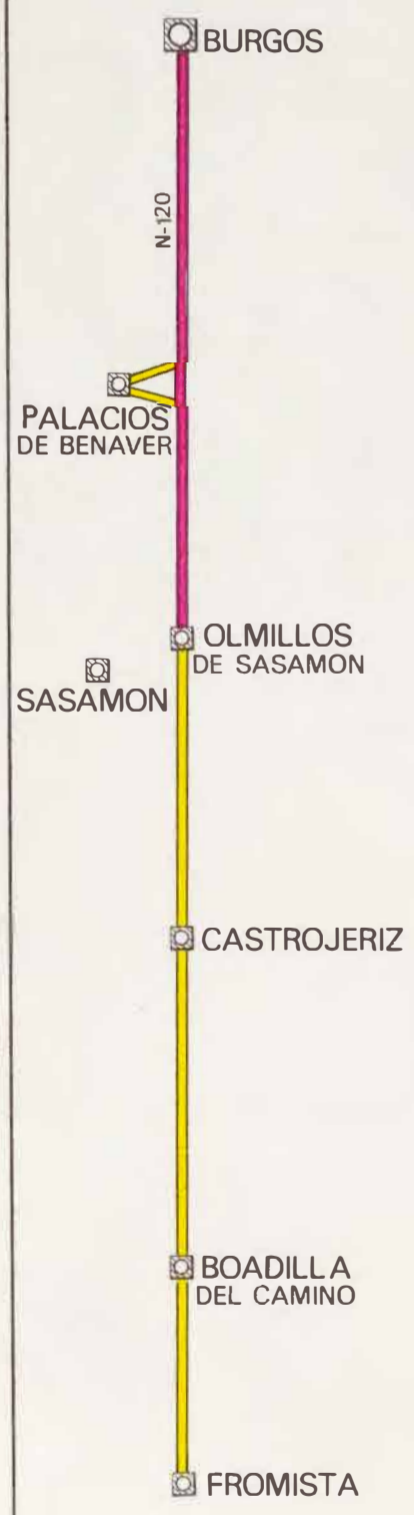 BURGOS
N-120
PALACIOS
DE BENAVER
OLMILLOS
DE SASAMON
SASAMON
CASTROJERIZ
BOADILLA
DEL CAMINO
FROMISTA